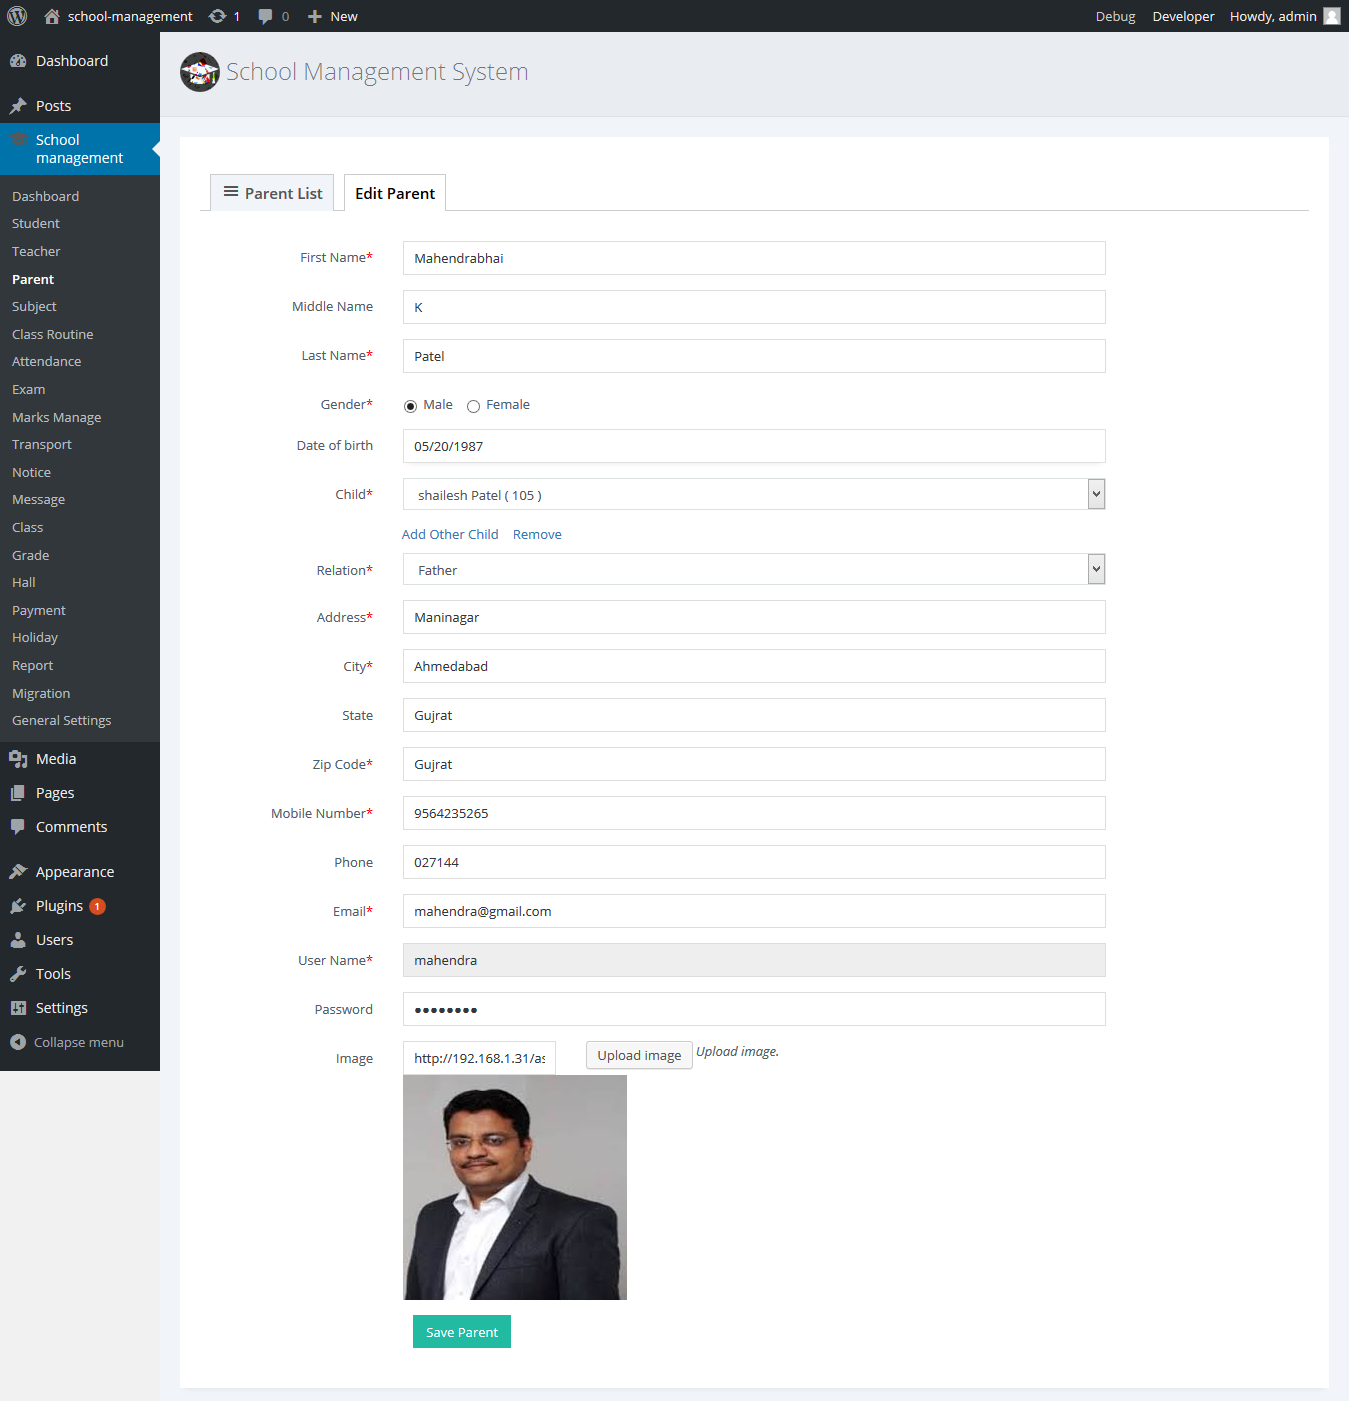 school-management 1 0 New Debug Developer Howdy, admin
Dashboard
Posts
School
management
Dashboard
Student
Teacher
Parent
Subject
Class Routine
Attendance
Exam
Marks Manage
Transport
Notice
Message
Class
Grade
Hall
Payment
Holiday
Report
Migration
General Settings
Media
Pages
Comments
Appearance
Plugins 1
Users
Tools
Settings
Collapse menu
School Management System
Parent List Edit Parent
First Name* Mahendrabhai
Middle Name K
Last Name* Patel
Gender* Male Female
Date of birth 05/20/1987
Child* shailesh Patel ( 105 )
Add Other Child Remove
Relation* Father
Address* Maninagar
City* Ahmedabad
State Gujrat
Zip Code* Gujrat
Mobile Number* 9564235265
Phone 027144
Email* mahendra@gmail.com
User Name* mahendra
Password ••••••••
Image http://192.168.1.31/as Upload image Upload image.
Save Parent